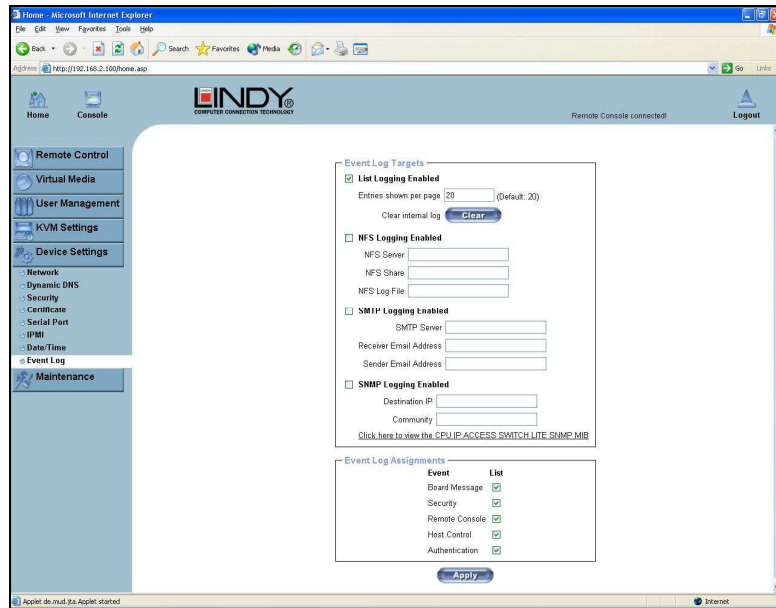 Home - Microsoft Internet Explorer
File Edit View Favorites Tools Help
Back Search Favorites Media
Address http://192.168.2.100/home.asp Go Links
Home Console LINDY® Remote Console connected! Logout
COMPUTER CONNECTION TECHNOLOGY
Remote Control
Virtual Media
User Management
KVM Settings
Device Settings
Network
Dynamic DNS
Security
Certificate
Serial Port
IPMI
Date/Time
Event Log
Maintenance
Event Log Targets
List Logging Enabled
Entries shown per page 20 (Default: 20)
Clear internal log Clear
NFS Logging Enabled
NFS Server
NFS Share
NFS Log File
SMTP Logging Enabled
SMTP Server
Receiver Email Address
Sender Email Address
SNMP Logging Enabled
Destination IP
Community
Click here to view the CPU IP ACCESS SWITCH LITE SNMP MIB
Event Log Assignments
Event List
Board Message
Security
Remote Console
Host Control
Authentication
Apply
Applet de.mud.jta.Applet started Internet